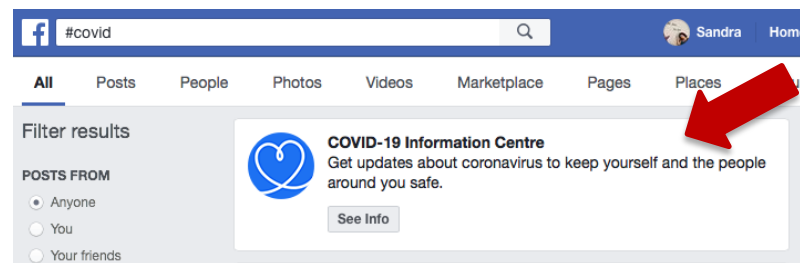 f #covid Sandra Home
All Posts People Photos Videos Marketplace Pages Places
Filter results
POSTS FROM
Anyone
You
Your friends
COVID-19 Information Centre
Get updates about coronavirus to keep yourself and the people
around you safe.
See Info